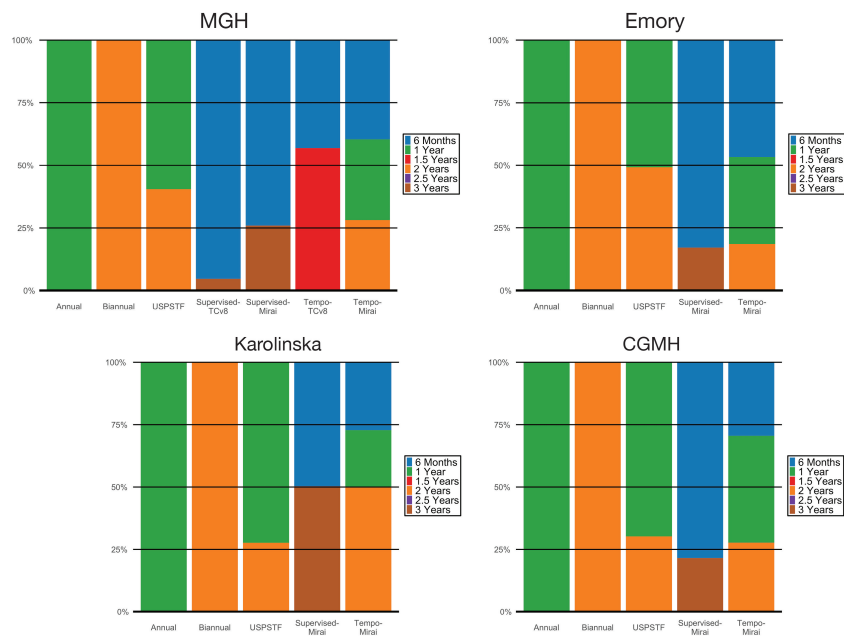 MGH
100%
75%
50%
25%
0%
Annual
Biannual
USPSTF
Supervised-
TCv8
Supervised-
Mirai
Tempo-
TCv8
Tempo-
Mirai
6 Months
1 Year
1.5 Years
2 Years
2.5 Years
3 Years
Emory
100%
75%
50%
25%
0%
Annual
Biannual
USPSTF
Supervised-
Mirai
Tempo-
Mirai
6 Months
1 Year
1.5 Years
2 Years
2.5 Years
3 Years
Karolinska
100%
75%
50%
25%
0%
Annual
Biannual
USPSTF
Supervised-
Mirai
Tempo-
Mirai
6 Months
1 Year
1.5 Years
2 Years
2.5 Years
3 Years
CGMH
100%
75%
50%
25%
0%
Annual
Biannual
USPSTF
Supervised-
Mirai
Tempo-
Mirai
6 Months
1 Year
1.5 Years
2 Years
2.5 Years
3 Years